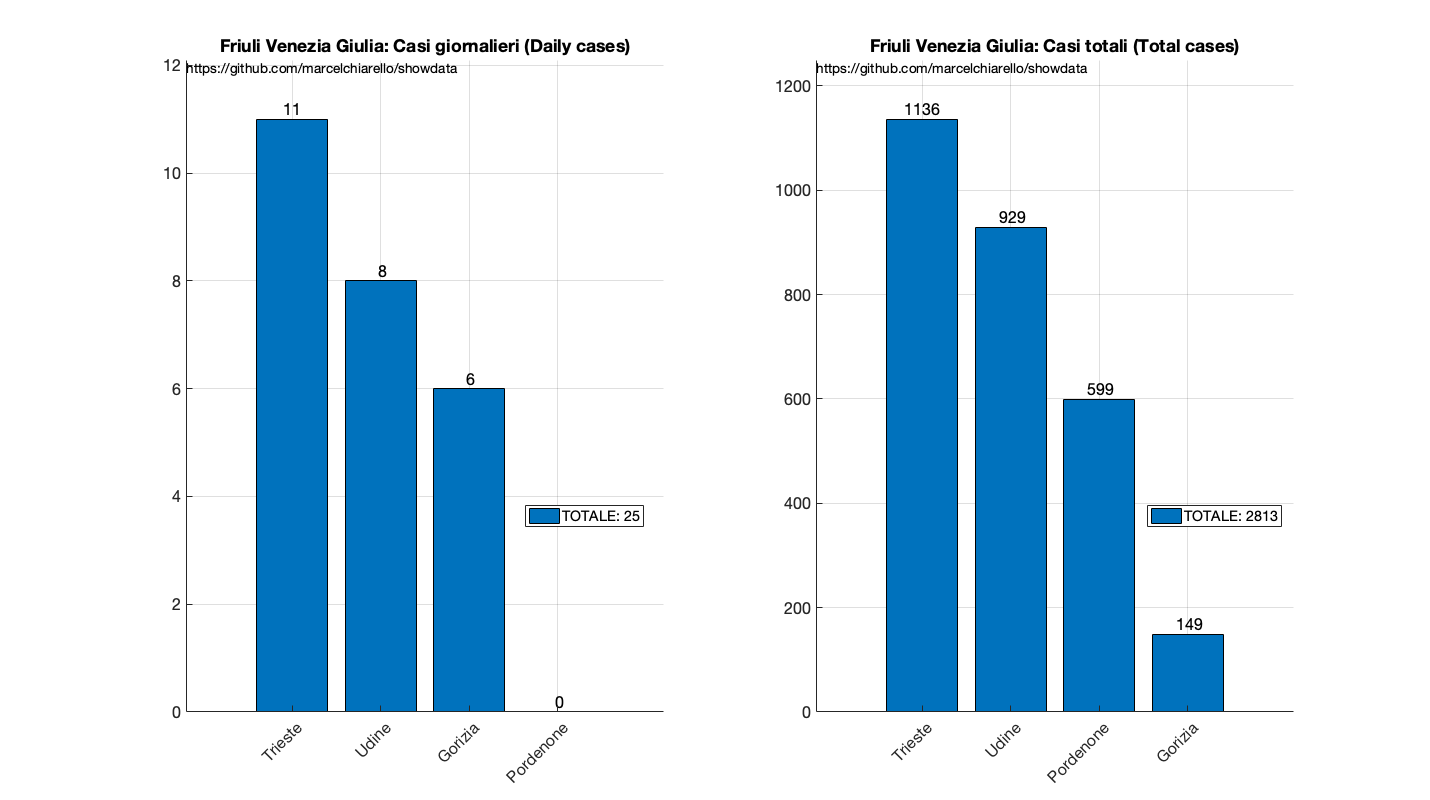 Friuli Venezia Giulia: Casi giornalieri (Daily cases)
https://github.com/marcelchiarello/showdata
12
10
8
6
4
2
0
11
8
6
0
TOTALE: 25
Trieste
Udine
Gorizia
Pordenone
Friuli Venezia Giulia: Casi totali (Total cases)
https://github.com/marcelchiarello/showdata
1200
1000
800
600
400
200
0
1136
929
599
149
TOTALE: 2813
Trieste
Udine
Pordenone
Gorizia